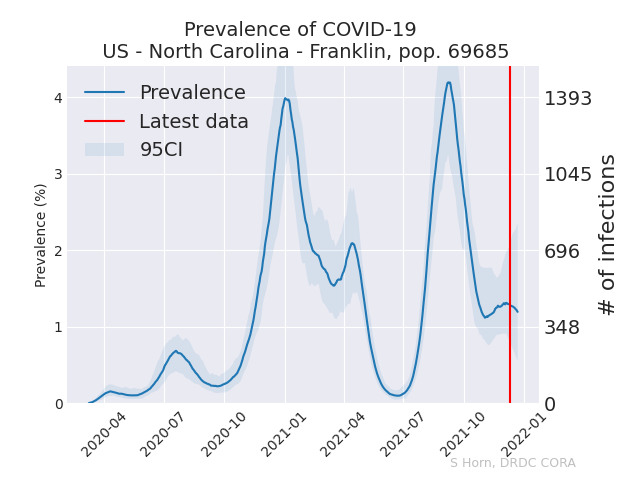 Prevalence of COVID-19
US - North Carolina - Franklin, pop. 69685
Prevalence
Latest data
95CI
Prevalence (%)
4
3
2
1
0
1393
1045
696
348
0
# of infections
2020-04
2020-07
2020-10
2021-01
2021-04
2021-07
2021-10
2022-01
S Horn, DRDC CORA